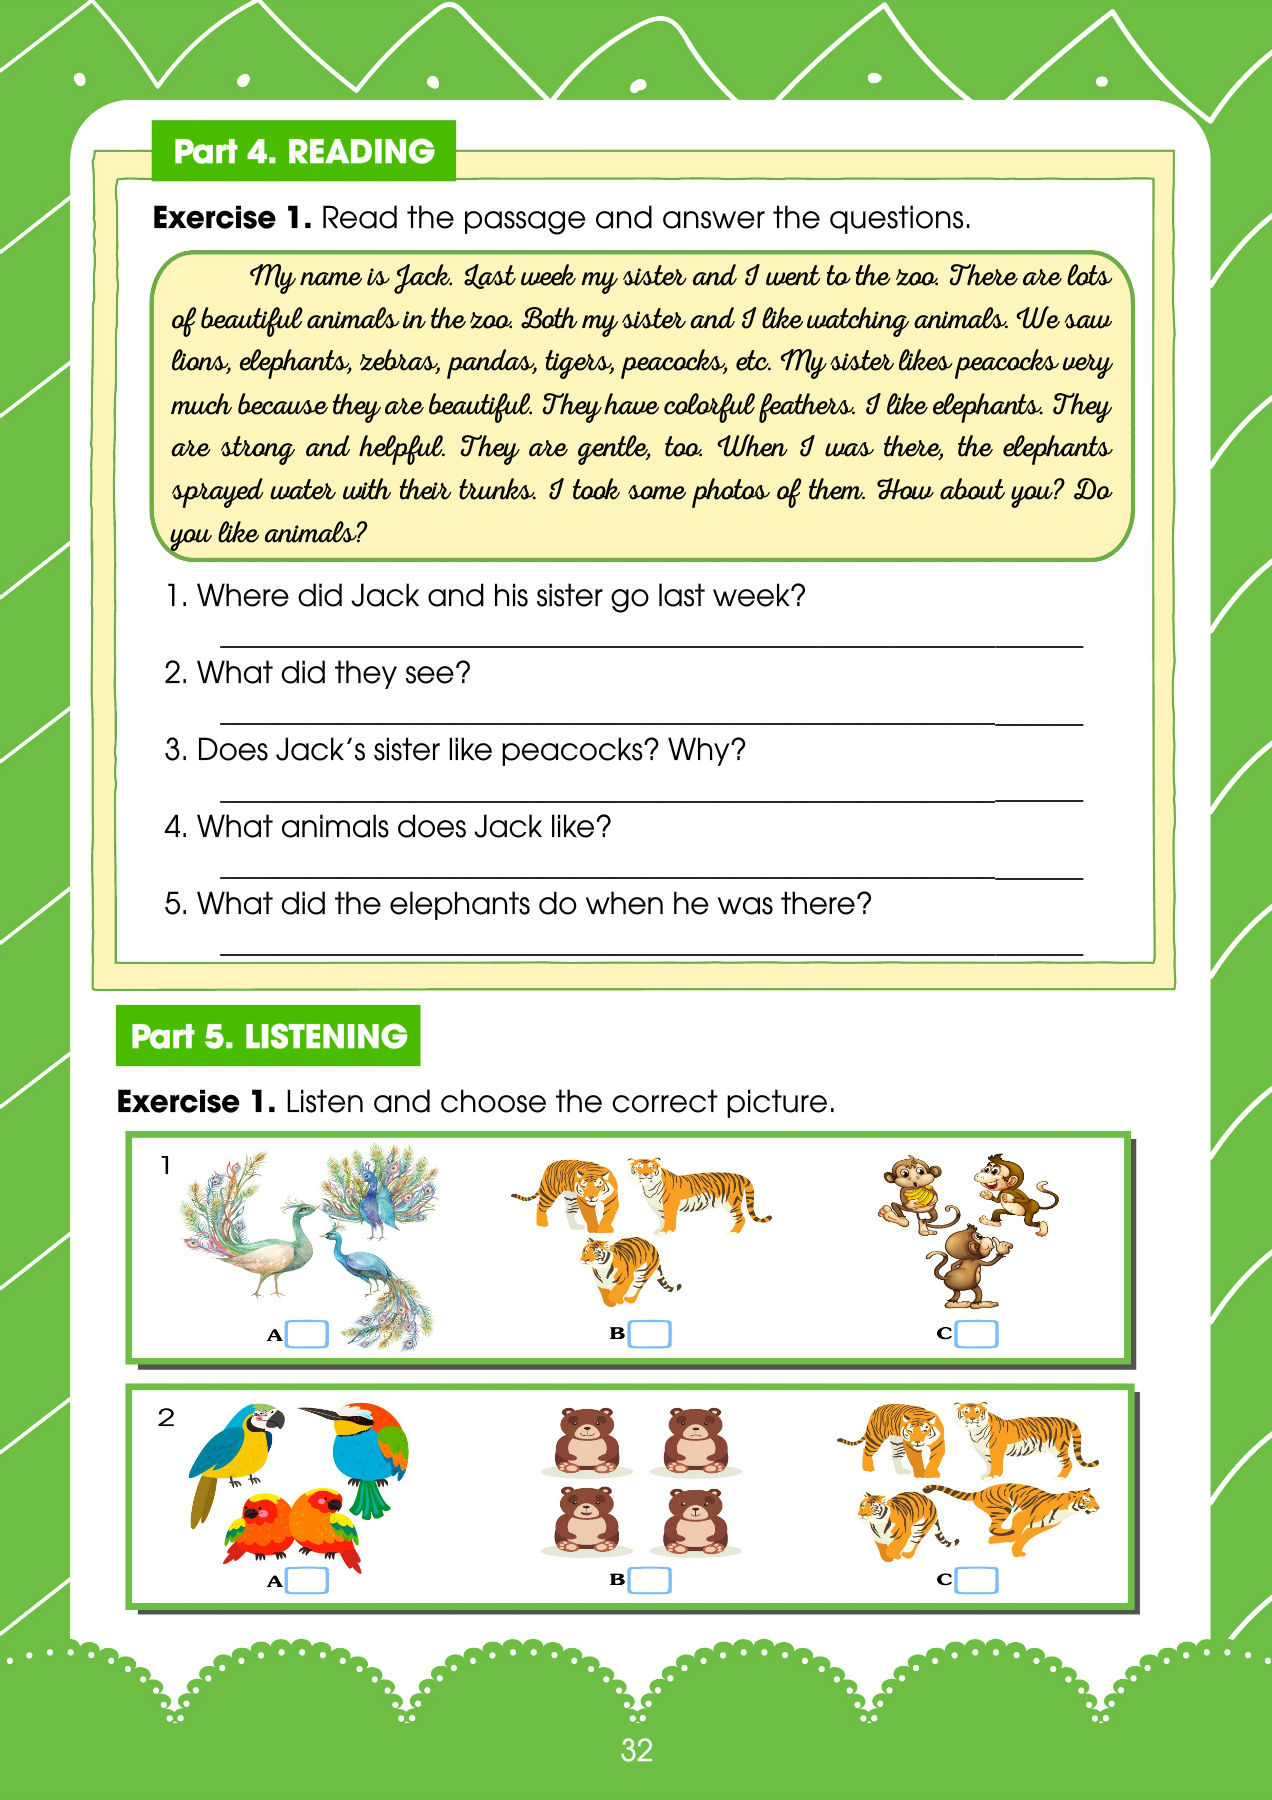 Part 4. READING
Exercise 1. Read the passage and answer the questions.
My name is Jack. Last week my sister and I went to the zoo. There are lots
of beautiful animals in the zoo. Both my sister and I like watching animals. We saw
lions, elephants, zebras, pandas, tigers, peacocks, etc. My sister likes peacocks very
much because they are beautiful. They have colorful feathers. I like elephants. They
are strong and helpful. They are gentle, too. When I was there, the elephants
sprayed water with their trunks. I took some photos of them. How about you? Do
you like animals?
1. Where did Jack and his sister go last week?
2. What did they see?
3. Does Jack's sister like peacocks? Why?
4. What animals does Jack like?
5. What did the elephants do when he was there?
Part 5. LISTENING
Exercise 1. Listen and choose the correct picture.
1
A B C
2
A B C
32